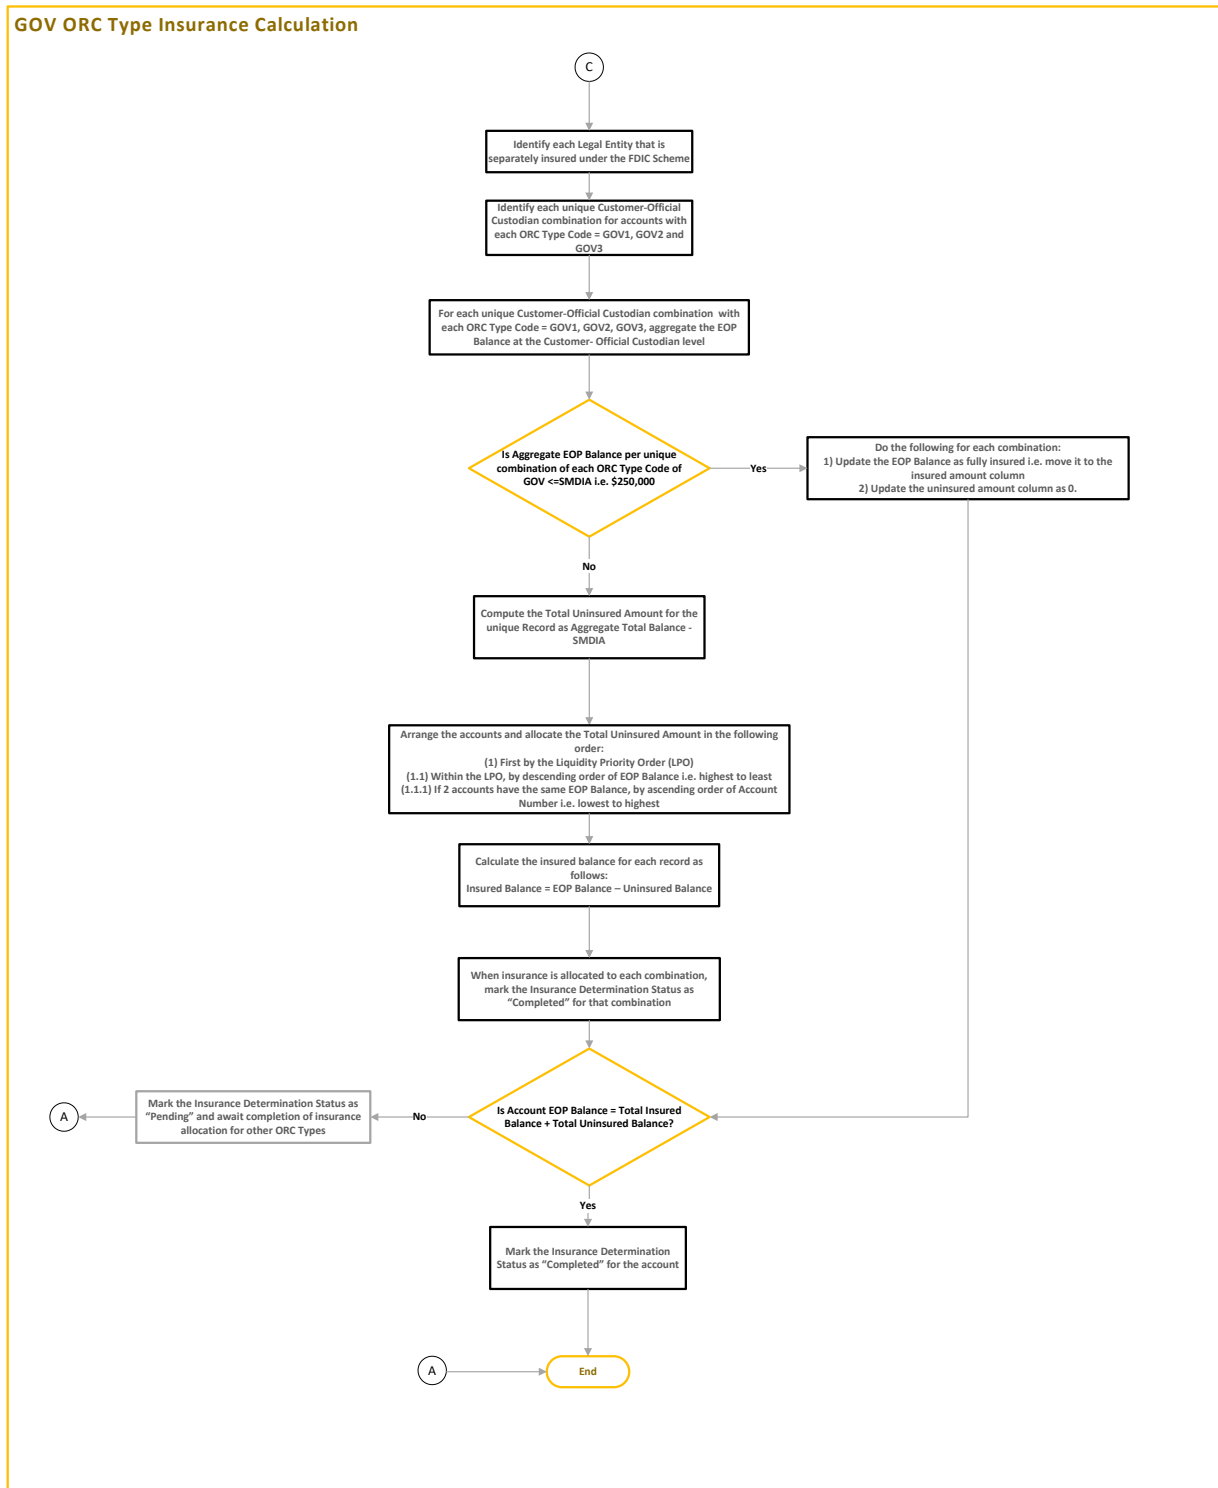 GOV ORC Type Insurance Calculation
C
Identify each Legal Entity that is
separately insured under the FDIC Scheme
Identify each unique Customer-Official
Custodian combination for accounts with
each ORC Type Code = GOV1, GOV2 and
GOV3
For each unique Customer-Official Custodian combination with
each ORC Type Code = GOV1, GOV2, GOV3, aggregate the EOP
Balance at the Customer- Official Custodian level
Is Aggregate EOP Balance per unique
combination of each ORC Type Code of
GOV <=SMDIA i.e. $250,000
Yes
Do the following for each combination:
1) Update the EOP Balance as fully insured i.e. move it to the
insured amount column
2) Update the uninsured amount column as 0.
No
Compute the Total Uninsured Amount for the
unique Record as Aggregate Total Balance -
SMDIA
Arrange the accounts and allocate the Total Uninsured Amount in the following
order:
(1) First by the Liquidity Priority Order (LPO)
(1.1) Within the LPO, by descending order of EOP Balance i.e. highest to least
(1.1.1) If 2 accounts have the same EOP Balance, by ascending order of Account
Number i.e. lowest to highest
Calculate the insured balance for each record as
follows:
Insured Balance = EOP Balance – Uninsured Balance
When insurance is allocated to each combination,
mark the Insurance Determination Status as
“Completed” for that combination
Is Account EOP Balance = Total Insured
Balance + Total Uninsured Balance?
No
Mark the Insurance Determination Status as
“Pending” and await completion of insurance
allocation for other ORC Types
A
Yes
Mark the Insurance Determination
Status as “Completed” for the account
A
End